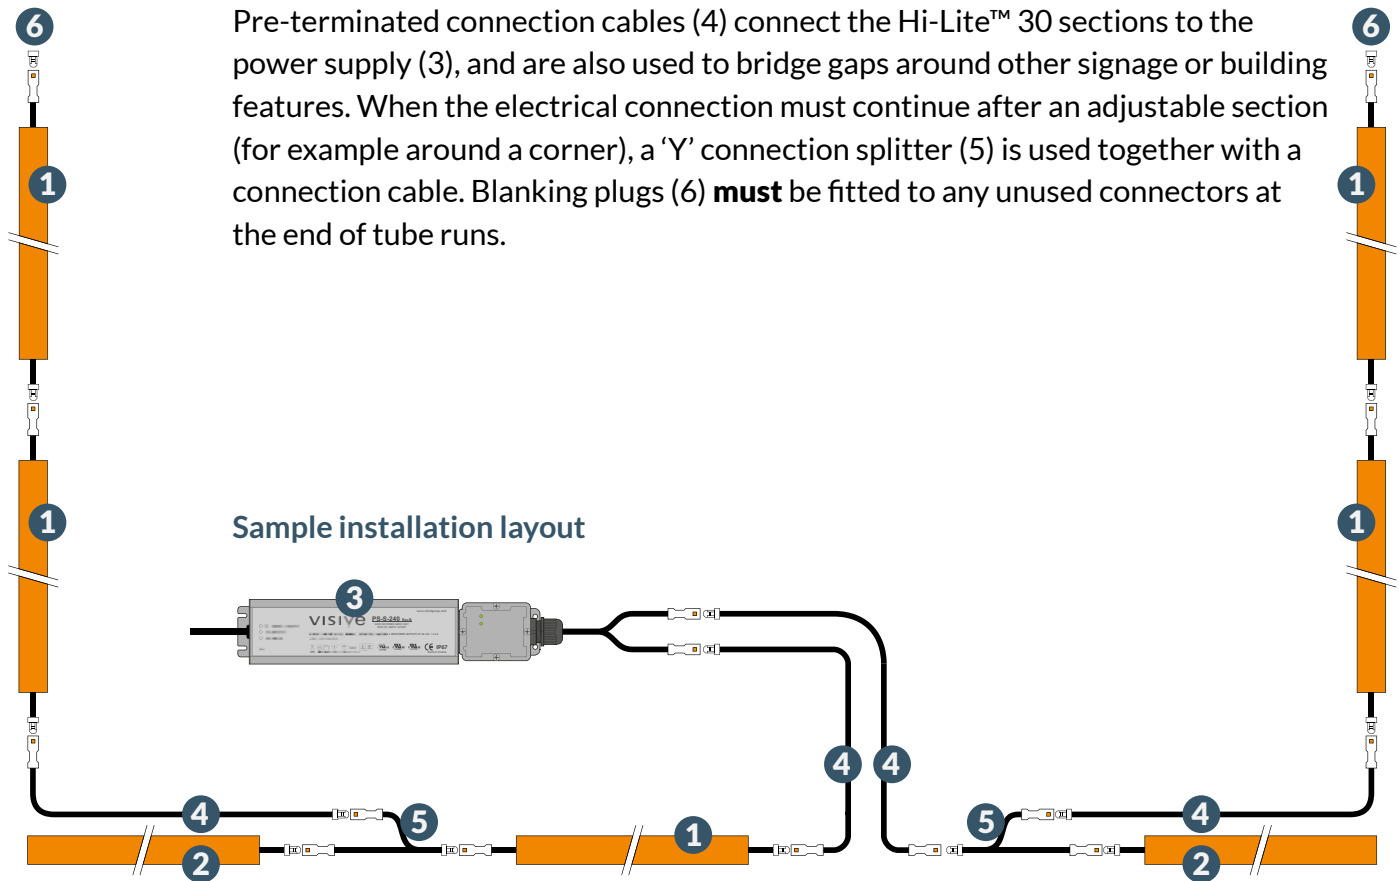 6
6
Pre-terminated connection cables (4) connect the Hi-Lite™ 30 sections to the
power supply (3), and are also used to bridge gaps around other signage or building
features. When the electrical connection must continue after an adjustable section
(for example around a corner), a ‘Y’ connection splitter (5) is used together with a
connection cable. Blanking plugs (6) must be fitted to any unused connectors at
the end of tube runs.
1
1
1
1
Sample installation layout
3
VISIVE
PS-S-240
IP67
4
4
4
5
5
4
1
2
2